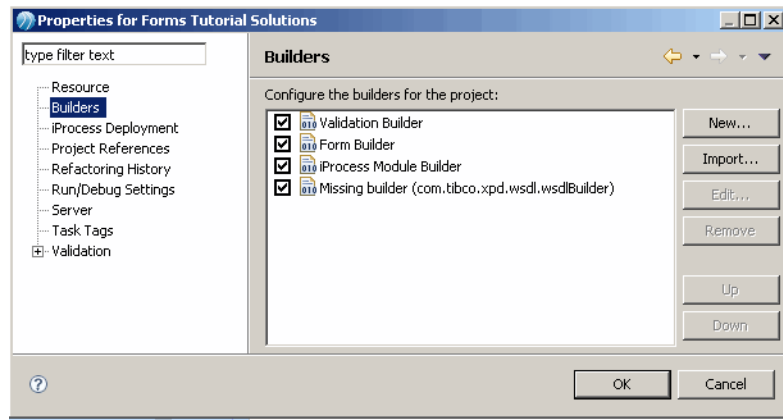 Properties for Forms Tutorial Solutions
type filter text
Builders
Resource
Builders
iProcess Deployment
Project References
Refactoring History
Run/Debug Settings
Server
Task Tags
Validation
Configure the builders for the project:
Validation Builder
Form Builder
iProcess Module Builder
Missing builder (com.tibco.xpd.wsdl.wsdlBuilder)
New...
Import...
Edit...
Remove
Up
Down
OK
Cancel